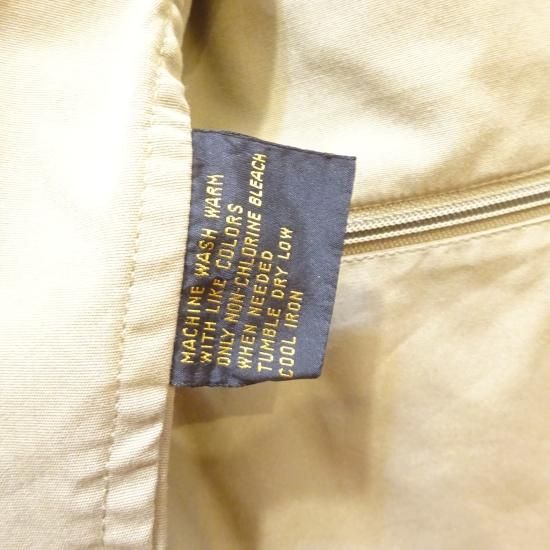 MACHINE WASH WARM
WITH LIKE COLORS
ONLY NON-CHLORINE BLEACH
WHEN NEEDED
TUMBLE DRY LOW
COOL IRON